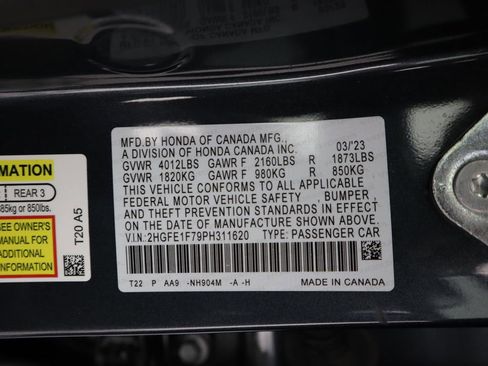 MFD.BY HONDA OF CANADA MFG.,
A DIVISION OF HONDA CANADA INC. 03/'23
GVWR 4012LBS GAWR F 2160LBS R 1873LBS
GVWR 1820KG GAWR F 980KG R 850KG
THIS VEHICLE CONFORMS TO ALL APPLICABLE
FEDERAL MOTOR VEHICLE SAFETY , BUMPER,
AND THEFT PREVENTION STANDARDS IN EFFECT
ON THE DATE OF MANUFACTURE SHOWN ABOVE.
V.I.N:2HGFE1F79PH311620 TYPE: PASSENGER CAR
T22 P AA9 -NH904M -A -H
MADE IN CANADA
RMATION
REAR 3
385kg or 850lbs.
SEE OWNER'S
MANUAL FOR
ADDITIONAL
INFORMATION
T20 A5